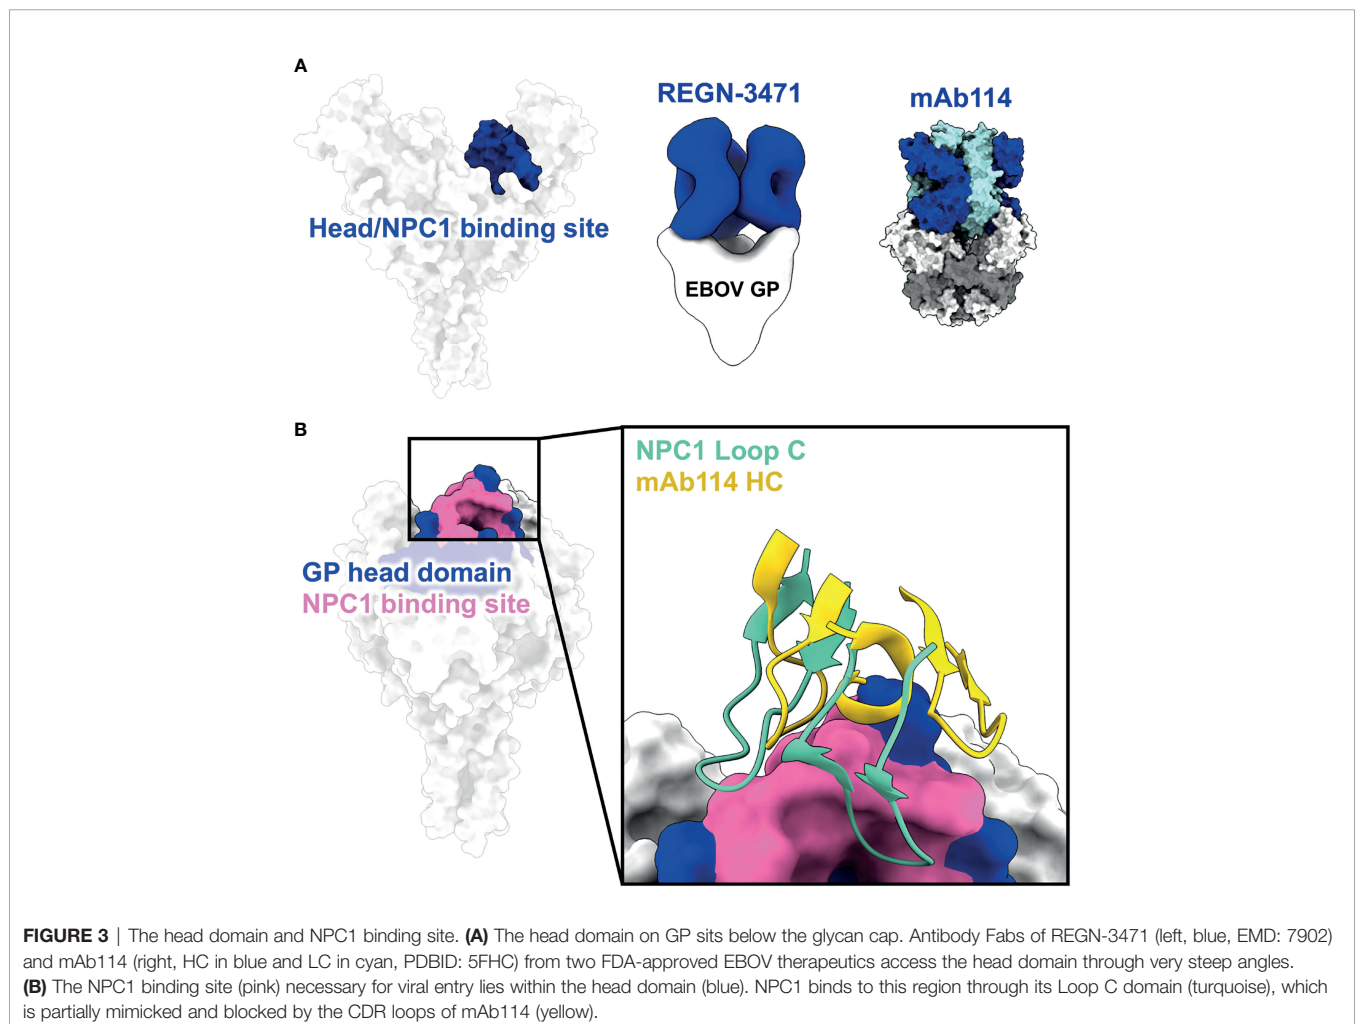 A
REGN-3471
mAb114
Head/NPC1 binding site
EBOV GP
B
NPC1 Loop C
mAb114 HC
GP head domain
NPC1 binding site
FIGURE 3 | The head domain and NPC1 binding site. (A) The head domain on GP sits below the glycan cap. Antibody Fabs of REGN-3471 (left, blue, EMD: 7902)
and mAb114 (right, HC in blue and LC in cyan, PDBID: 5FHC) from two FDA-approved EBOV therapeutics access the head domain through very steep angles.
(B) The NPC1 binding site (pink) necessary for viral entry lies within the head domain (blue). NPC1 binds to this region through its Loop C domain (turquoise), which
is partially mimicked and blocked by the CDR loops of mAb114 (yellow).